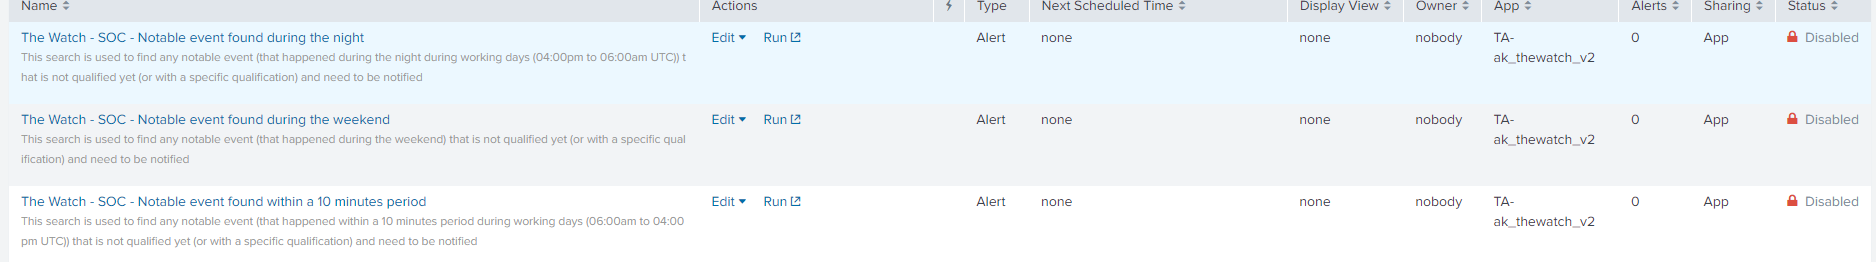 Name Actions Type Next Scheduled Time Display View Owner App Alerts Sharing Status
The Watch - SOC - Notable event found during the night Edit Run Alert none none nobody TA- 0 App Disabled
This search is used to find any notable event (that happened during the night during working days (04:00pm to 06:00am UTC)) t ak_thewatch_v2
hat is not qualified yet (or with a specific qualification) and need to be notified
The Watch - SOC - Notable event found during the weekend Edit Run Alert none none nobody TA- 0 App Disabled
This search is used to find any notable event (that happened during the weekend) that is not qualified yet (or with a specific qual ak_thewatch_v2
ification) and need to be notified
The Watch - SOC - Notable event found within a 10 minutes period Edit Run Alert none none nobody TA- 0 App Disabled
This search is used to find any notable event (that happened within a 10 minutes period during working days (06:00am to 04:00 ak_thewatch_v2
pm UTC)) that is not qualified yet (or with a specific qualification) and need to be notified